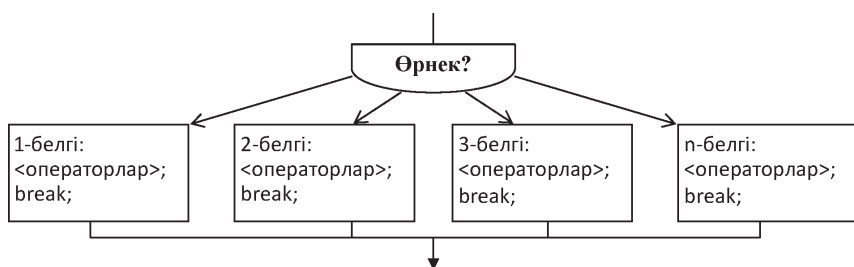 Өрнек?
1-белгі:
<операторлар>;
break;
2-белгі:
<операторлар>;
break;
3-белгі:
<операторлар>;
break;
n-белгі:
<операторлар>;
break;